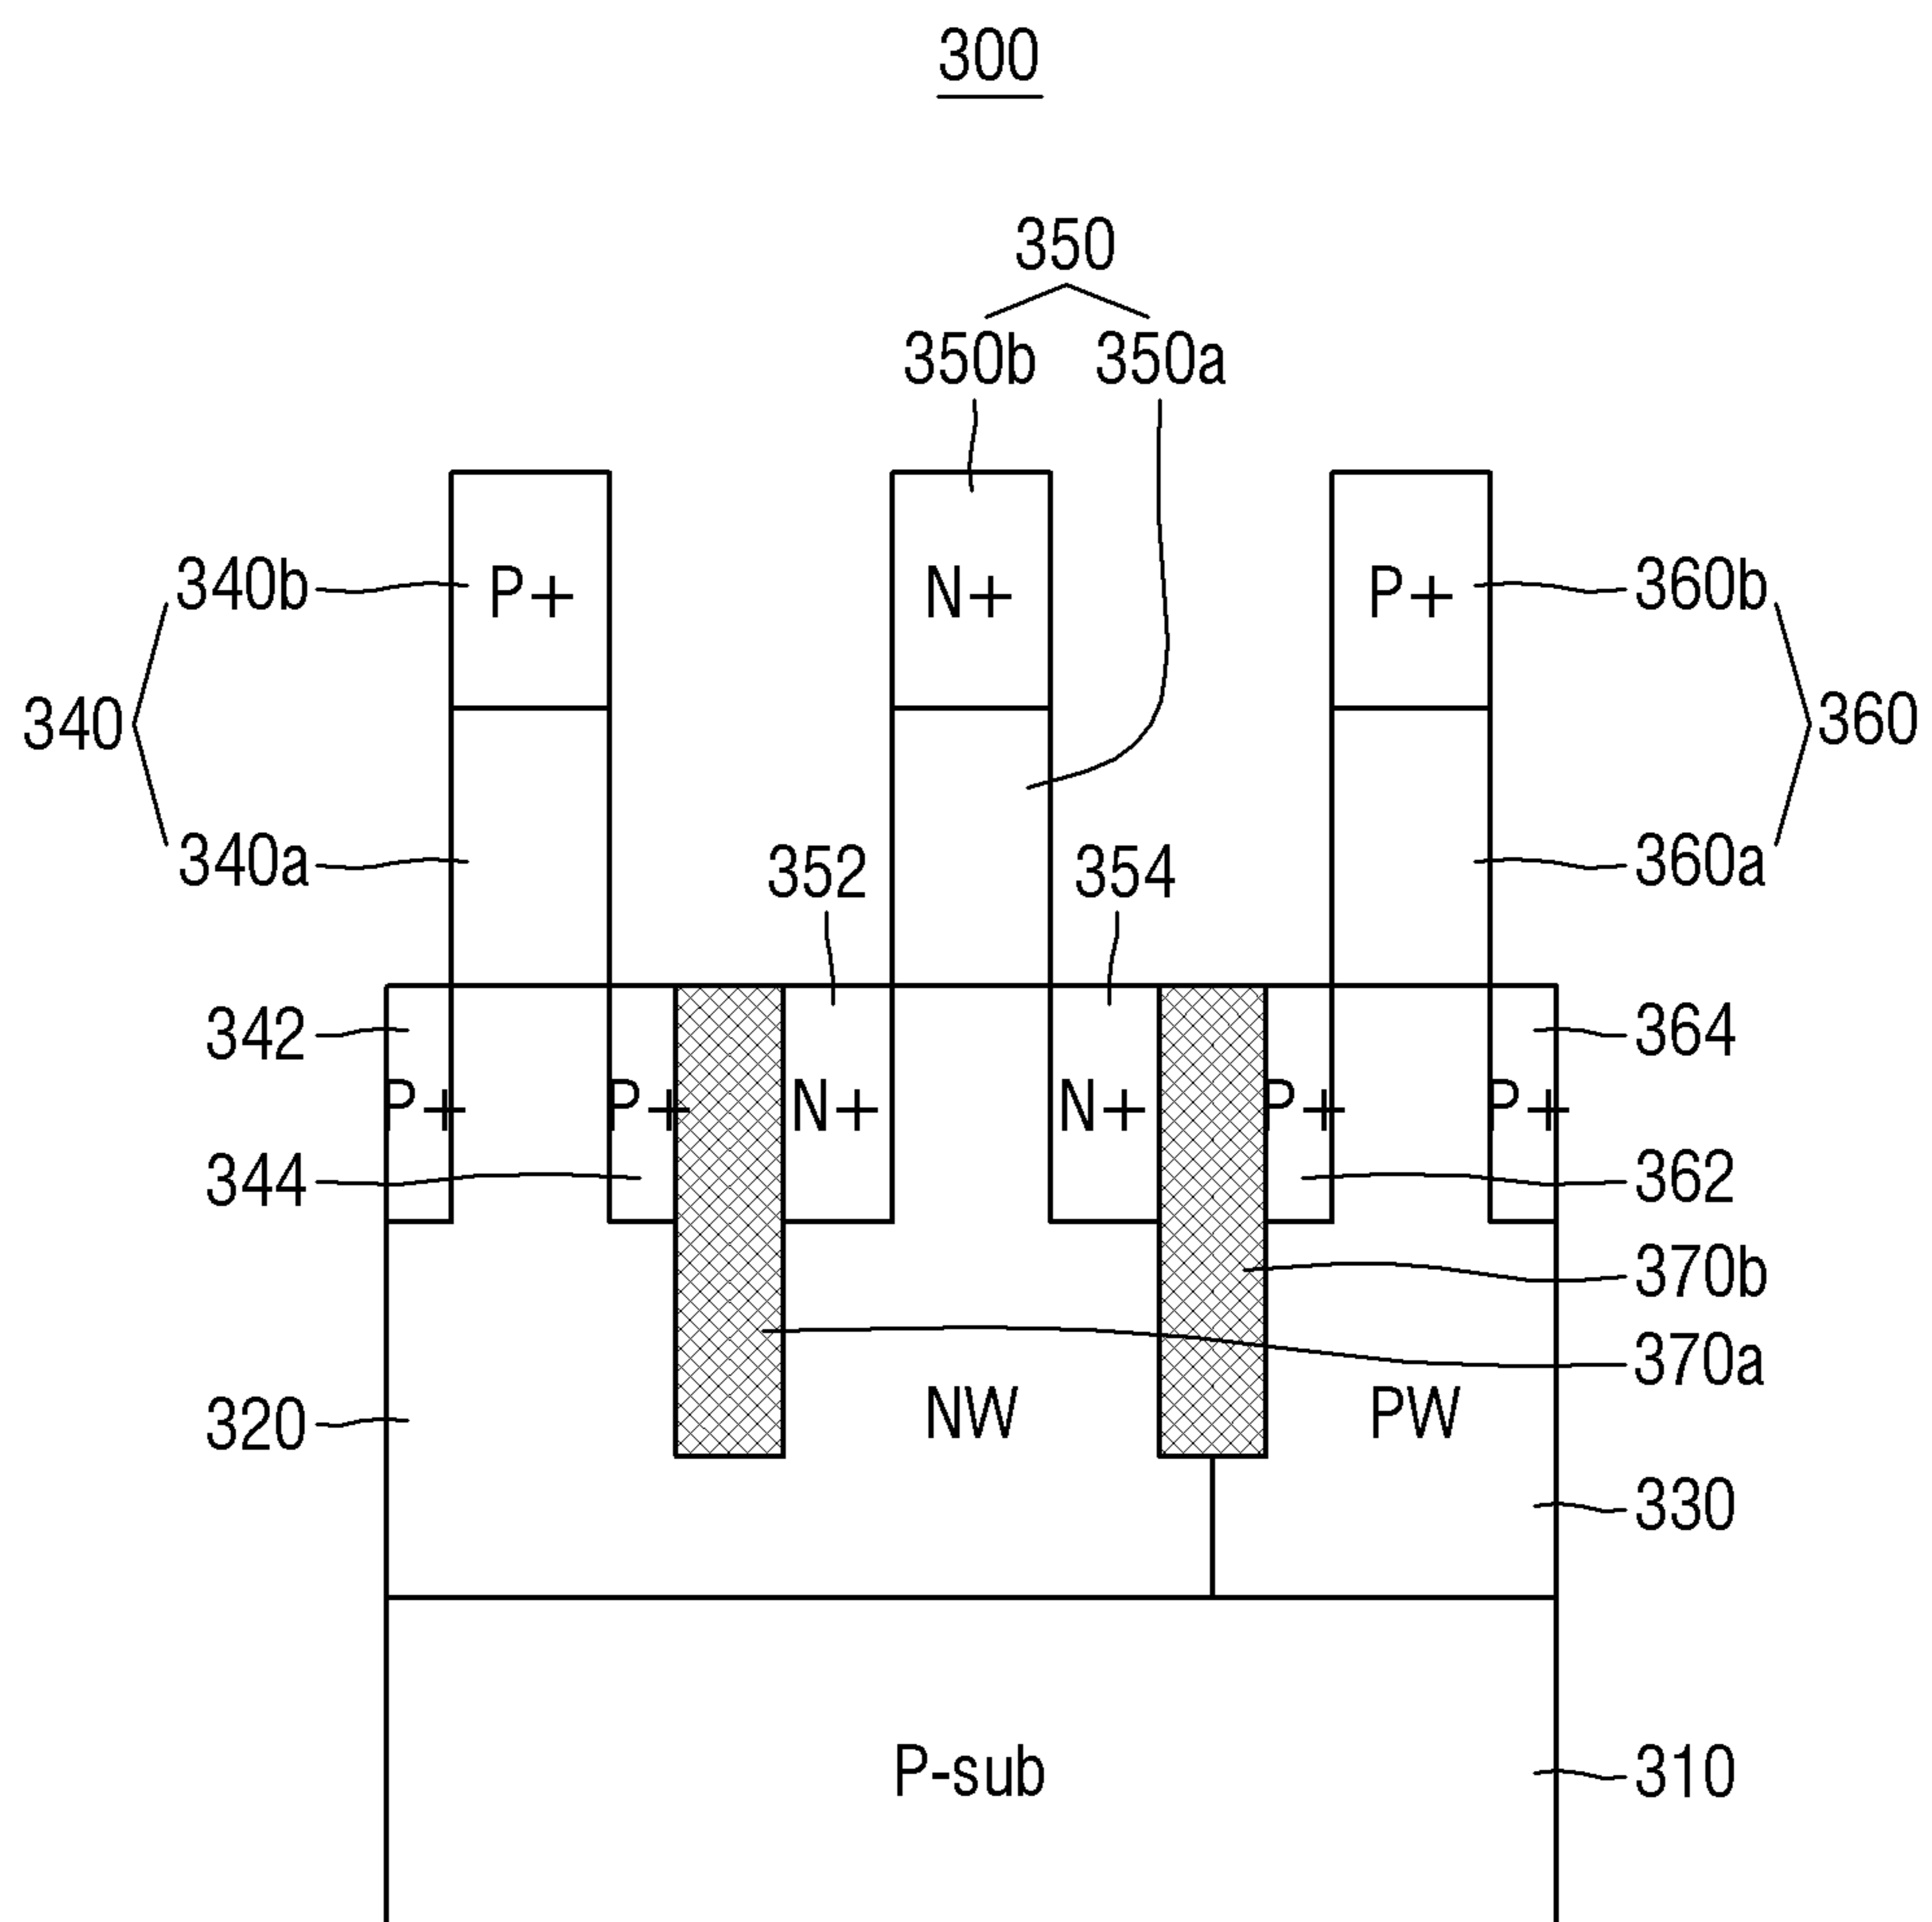 300
350
350b 350a
340b P+ N+ P+ 360b
340 360
340a 352 354 360a
342 364
P+ P+ N+ N+ P+ P+
344 362
370b
370a
320 NW PW
330
P-sub 310